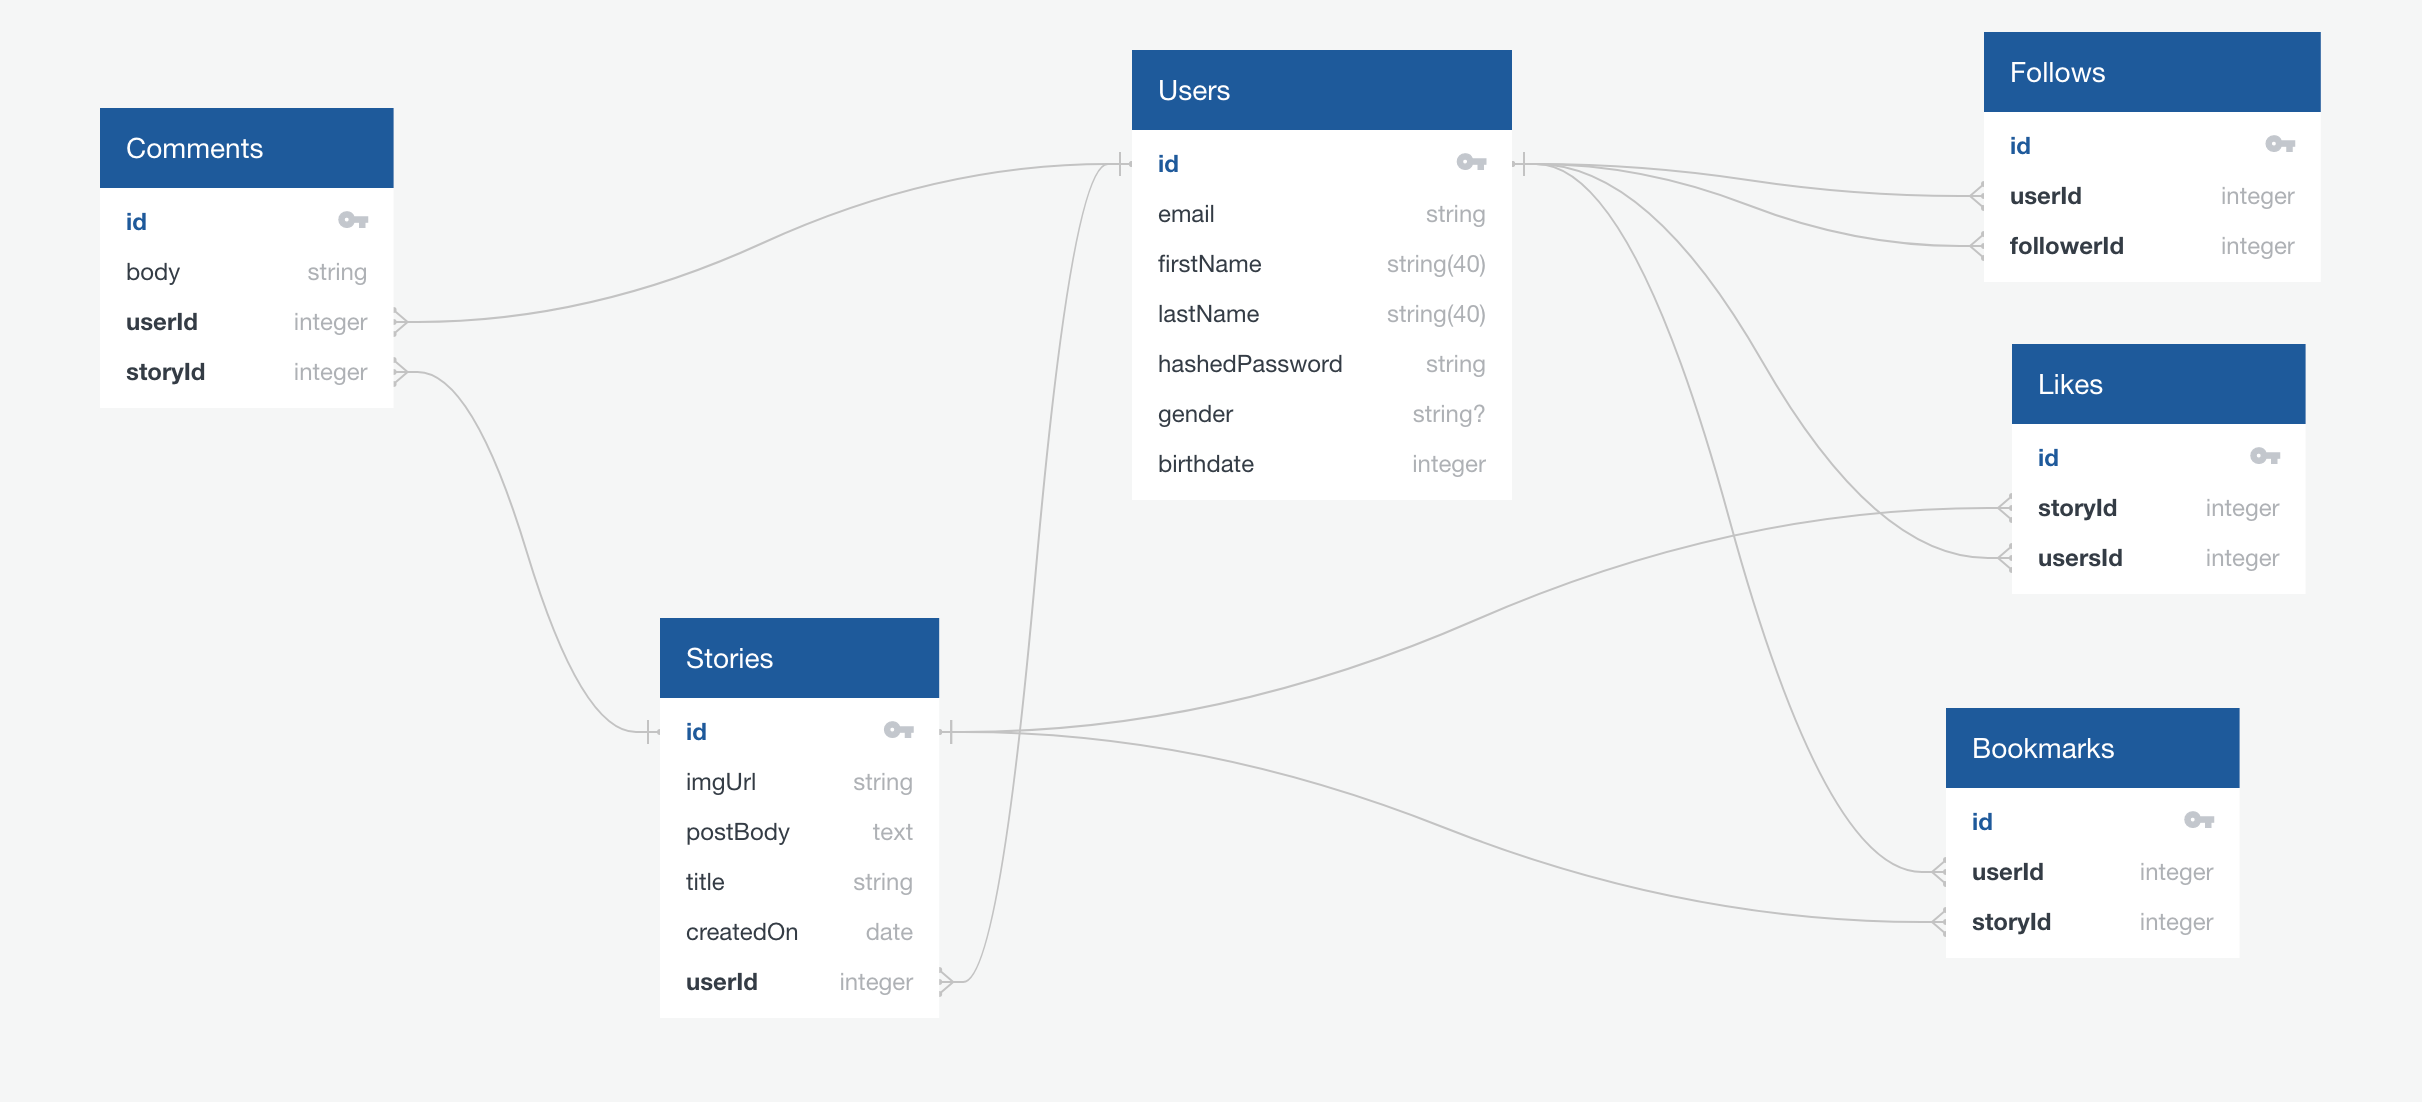 Comments
id
body string
userId integer
storyId integer
Users
id
email string
firstName string(40)
lastName string(40)
hashedPassword string
gender string?
birthdate integer
Follows
id
userId integer
followerId integer
Likes
id
storyId integer
usersId integer
Stories
id
imgUrl string
postBody text
title string
createdOn date
userId integer
Bookmarks
id
userId integer
storyId integer